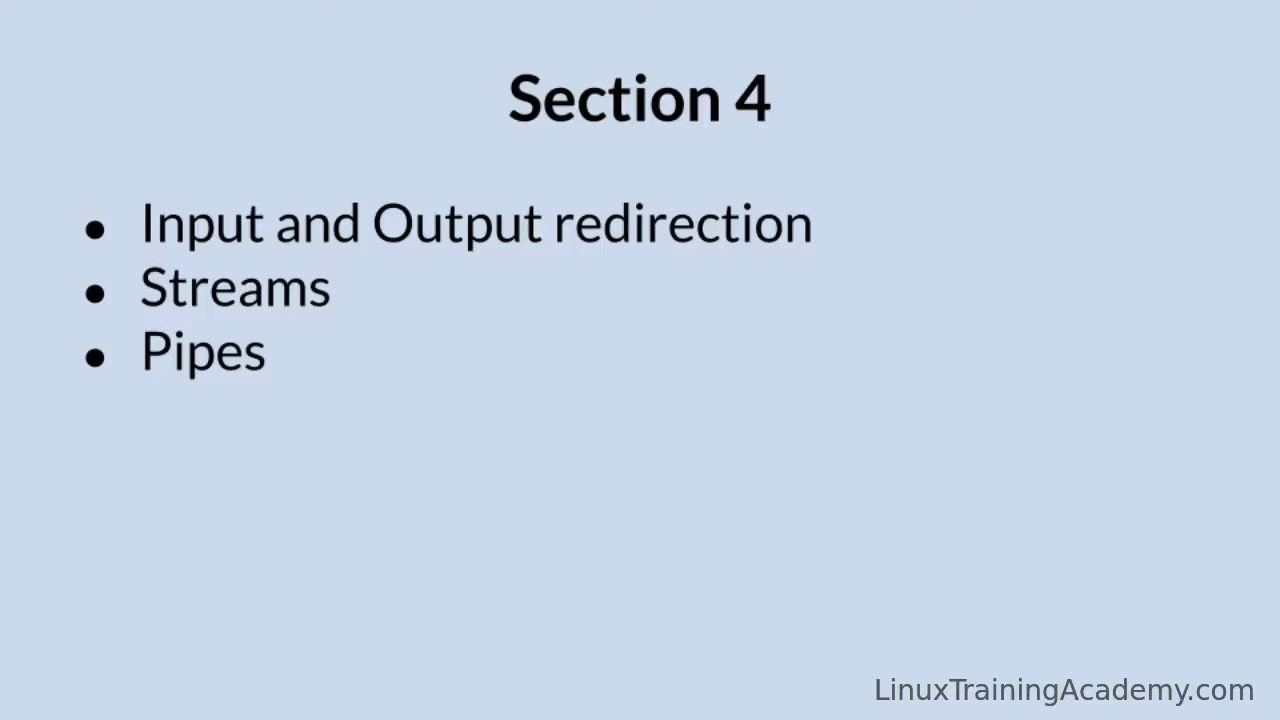 Section 4
● Input and Output redirection
● Streams
● Pipes
LinuxTrainingAcademy.com